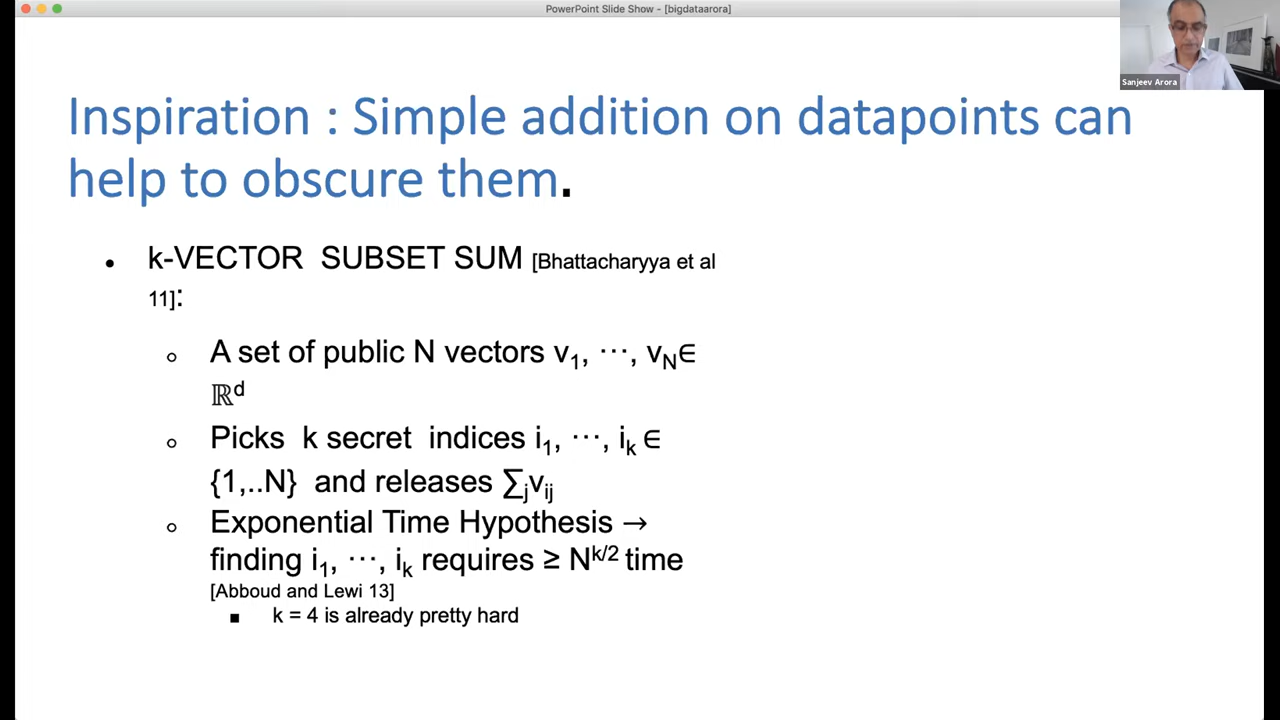 PowerPoint Slide Show - [bigdataarora]
Sanjeev Arora
Inspiration : Simple addition on datapoints can
help to obscure them.
• k-VECTOR SUBSET SUM [Bhattacharyya et al
11]:
○ A set of public N vectors v₁, ⋯, v_N∈
ℝᵈ
○ Picks k secret indices i₁, ⋯, iₖ ∈
{1,..N} and releases ∑ⱼv_ij
○ Exponential Time Hypothesis →
finding i₁, ⋯, iₖ requires ≥ N^k/2 time
[Abboud and Lewi 13]
■ k = 4 is already pretty hard